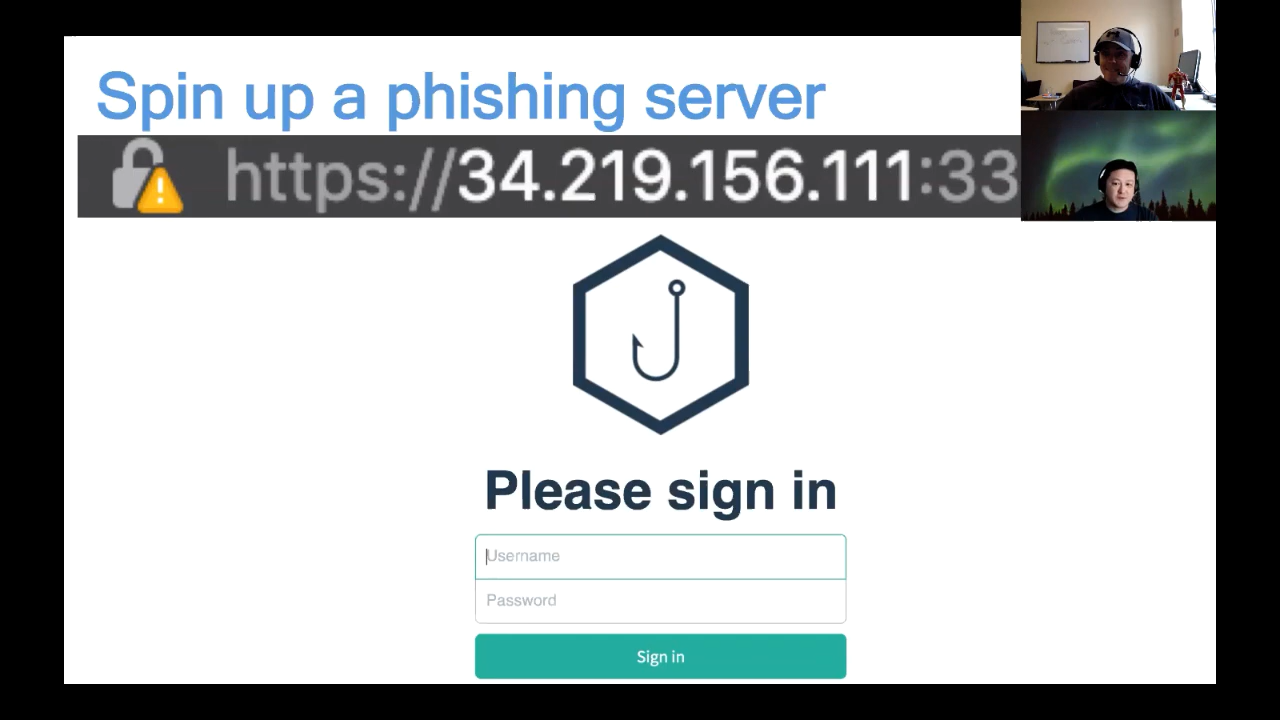 Spin up a phishing server
https://34.219.156.111:33
Please sign in
Username
Password
Sign in